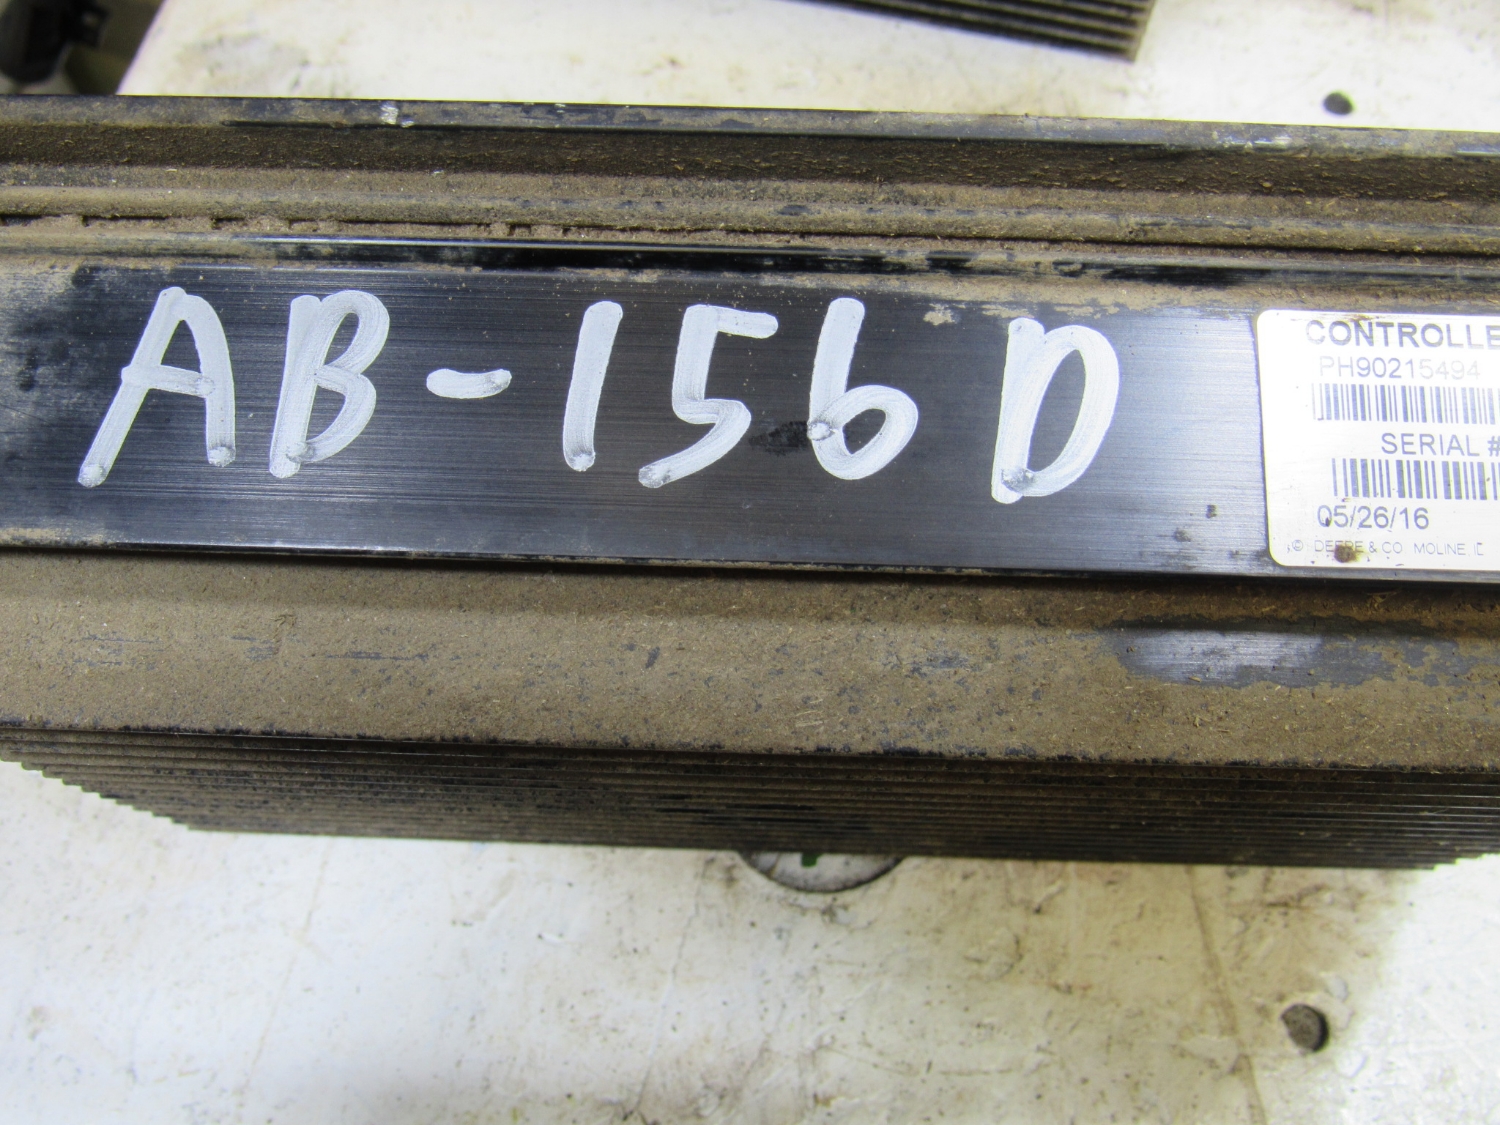 AB-156D
CONTROLLE
PH90215494
SERIAL #
05/26/16
© DEERE & CO. MOLINE, IL